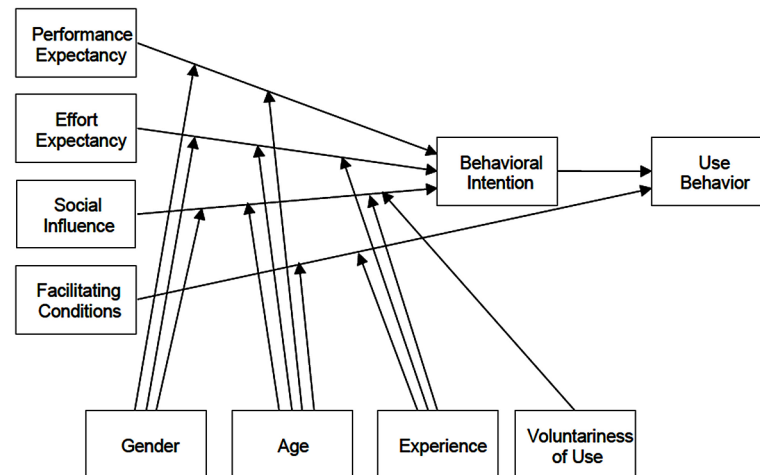 Performance
Expectancy
Effort
Expectancy
Social
Influence
Facilitating
Conditions
Behavioral
Intention
Use
Behavior
Gender
Age
Experience
Voluntariness
of Use